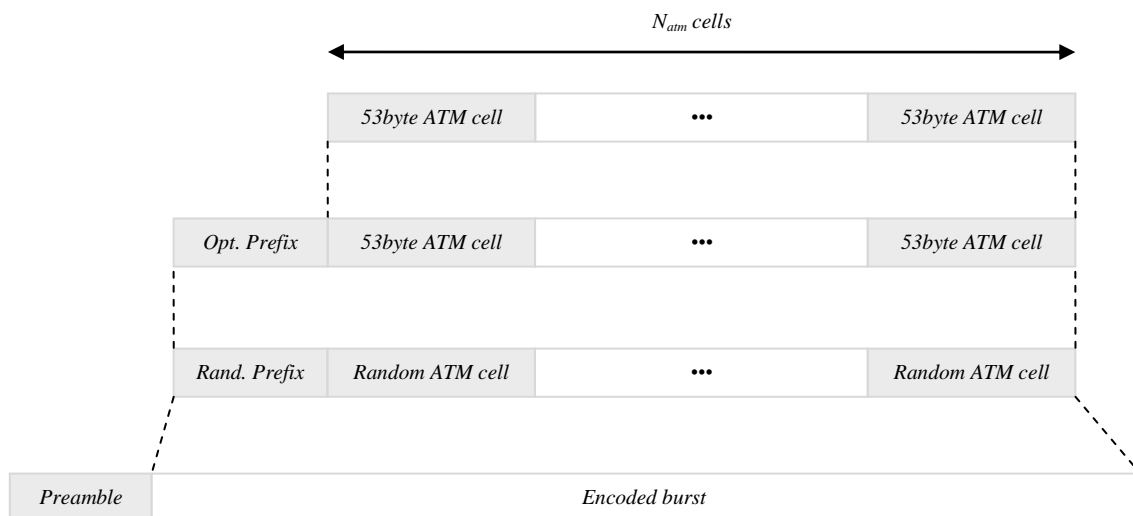 N_atm cells
53byte ATM cell ••• 53byte ATM cell
Opt. Prefix 53byte ATM cell ••• 53byte ATM cell
Rand. Prefix Random ATM cell ••• Random ATM cell
Preamble Encoded burst